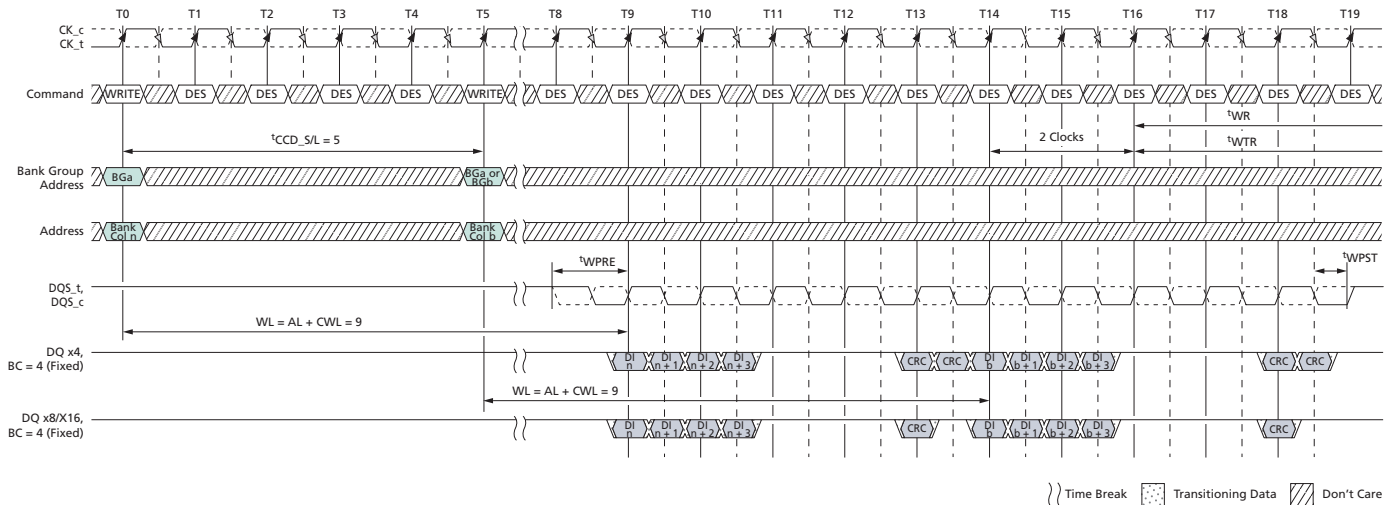 T0 T1 T2 T3 T4 T5 T8 T9 T10 T11 T12 T13 T14 T15 T16 T17 T18 T19
CK_c
CK_t
Command WRITE DES DES DES DES WRITE DES DES DES DES DES DES DES DES DES DES DES DES
tWR
tCCD_S/L = 5 2 Clocks tWTR
Bank Group
Address
BGa
BGa or
BGb
Address
Bank
Col n
Bank
Col b
tWPRE tWPST
DQS_t,
DQS_c
WL = AL + CWL = 9
DQ x4,
BC = 4 (Fixed)
DI
n
DI
n + 1
DI
n + 2
DI
n + 3
CRC CRC
DI
b
DI
b + 1
DI
b + 2
DI
b + 3
CRC CRC
WL = AL + CWL = 9
DQ x8/X16,
BC = 4 (Fixed)
DI
n
DI
n + 1
DI
n + 2
DI
n + 3
CRC
DI
b
DI
b + 1
DI
b + 2
DI
b + 3
CRC
Time Break Transitioning Data Don't Care